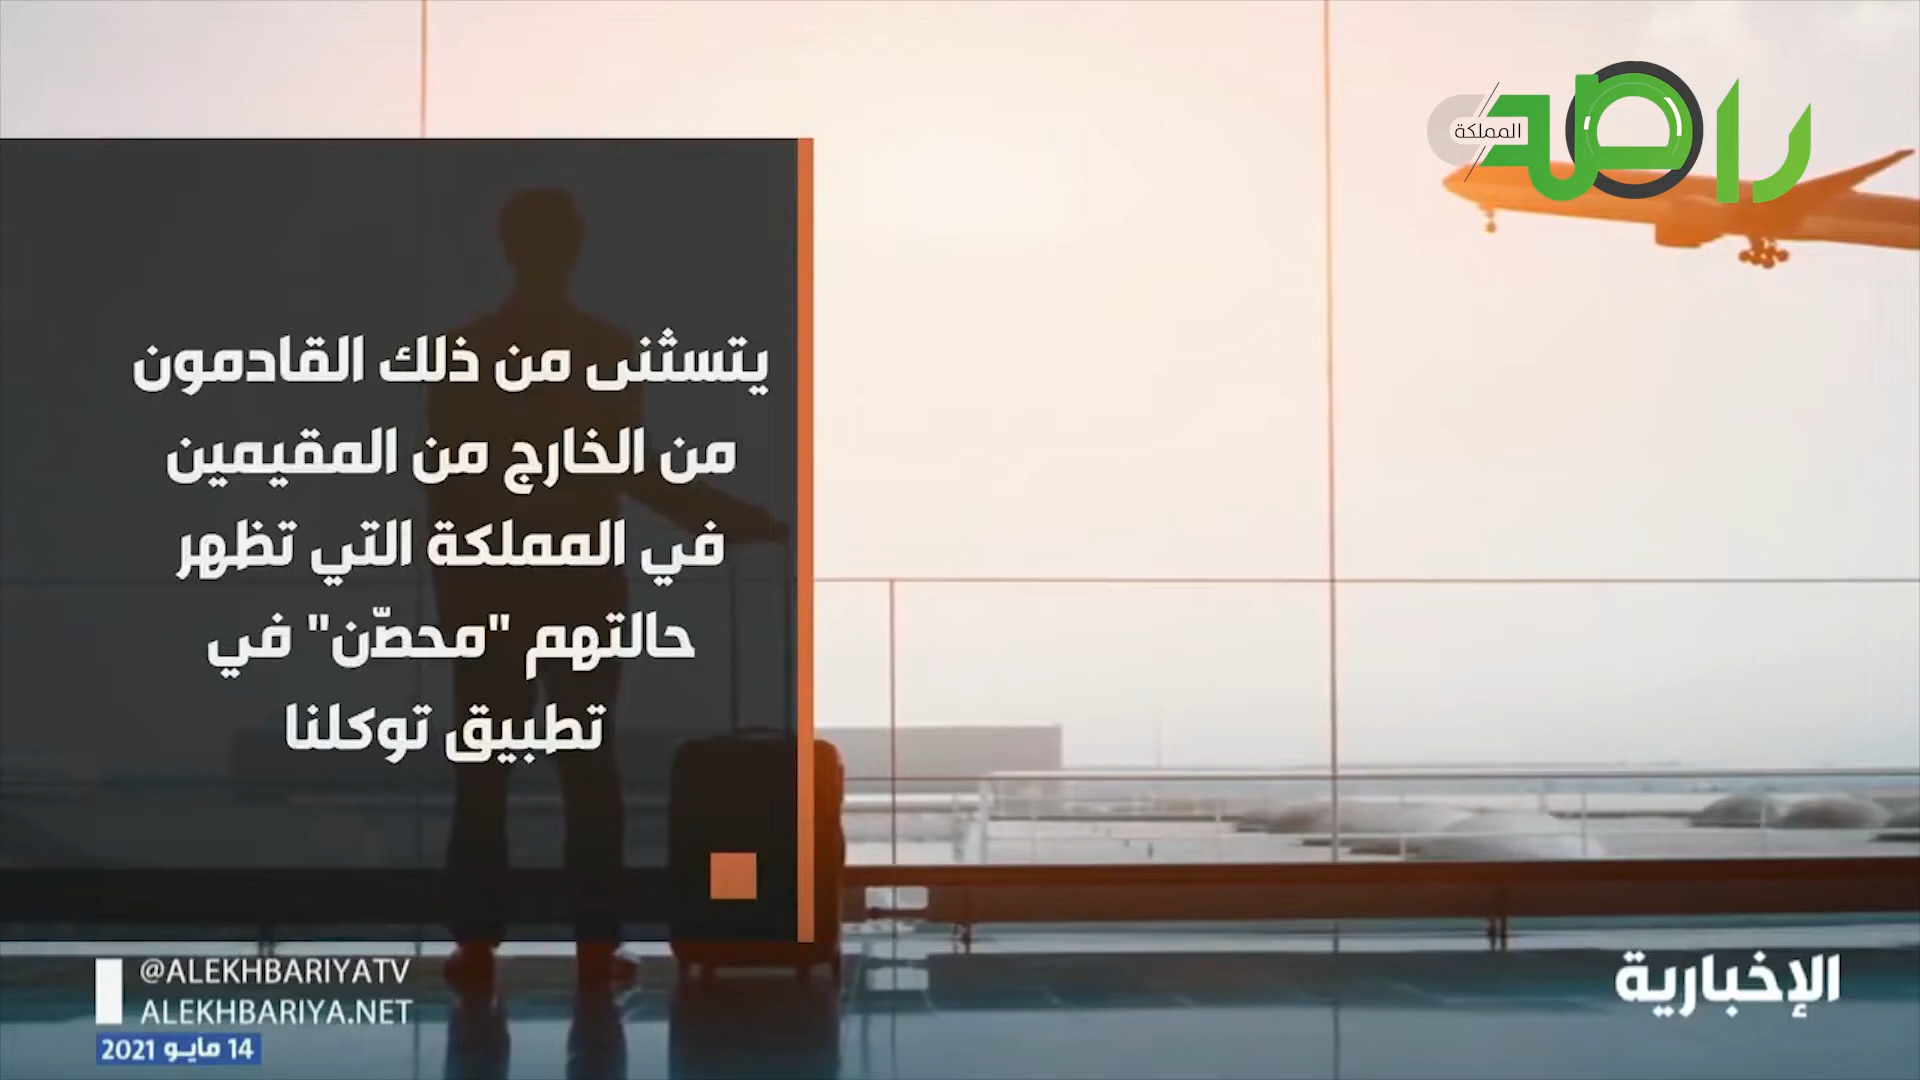 راصد
المملكة
يتسثنى من ذلك القادمون
من الخارج من المقيمين
في المملكة التي تظهر
حالتهم "محصّن" في
تطبيق توكلنا
@ALEKHBARIYATV
ALEKHBARIYA.NET
14 مايو 2021
الإخبارية